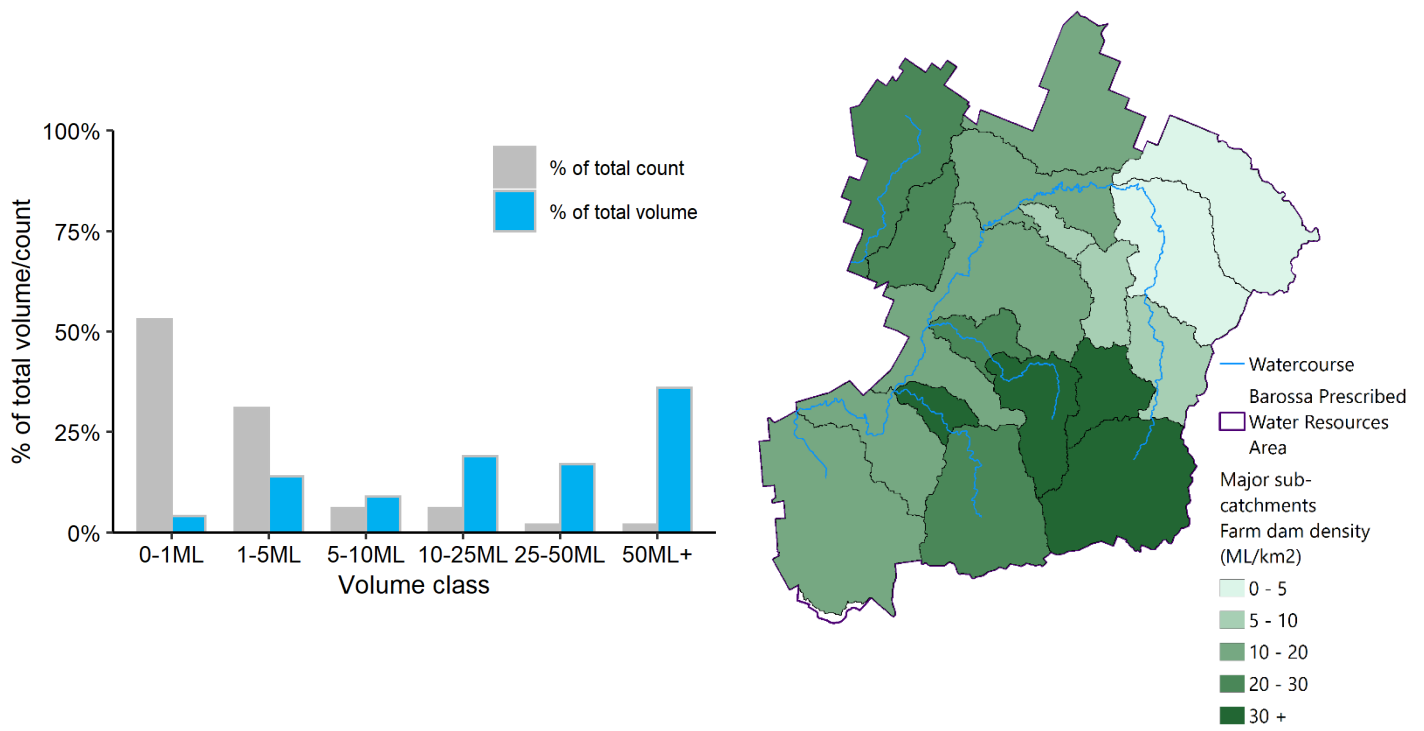 % of total volume/count
100%
75%
50%
25%
0%
% of total count
% of total volume
0-1ML
1-5ML
5-10ML
10-25ML
25-50ML
50ML+
Volume class
Watercourse
Barossa Prescribed
Water Resources
Area
Major sub-
catchments
Farm dam density
(ML/km2)
0 - 5
5 - 10
10 - 20
20 - 30
30 +